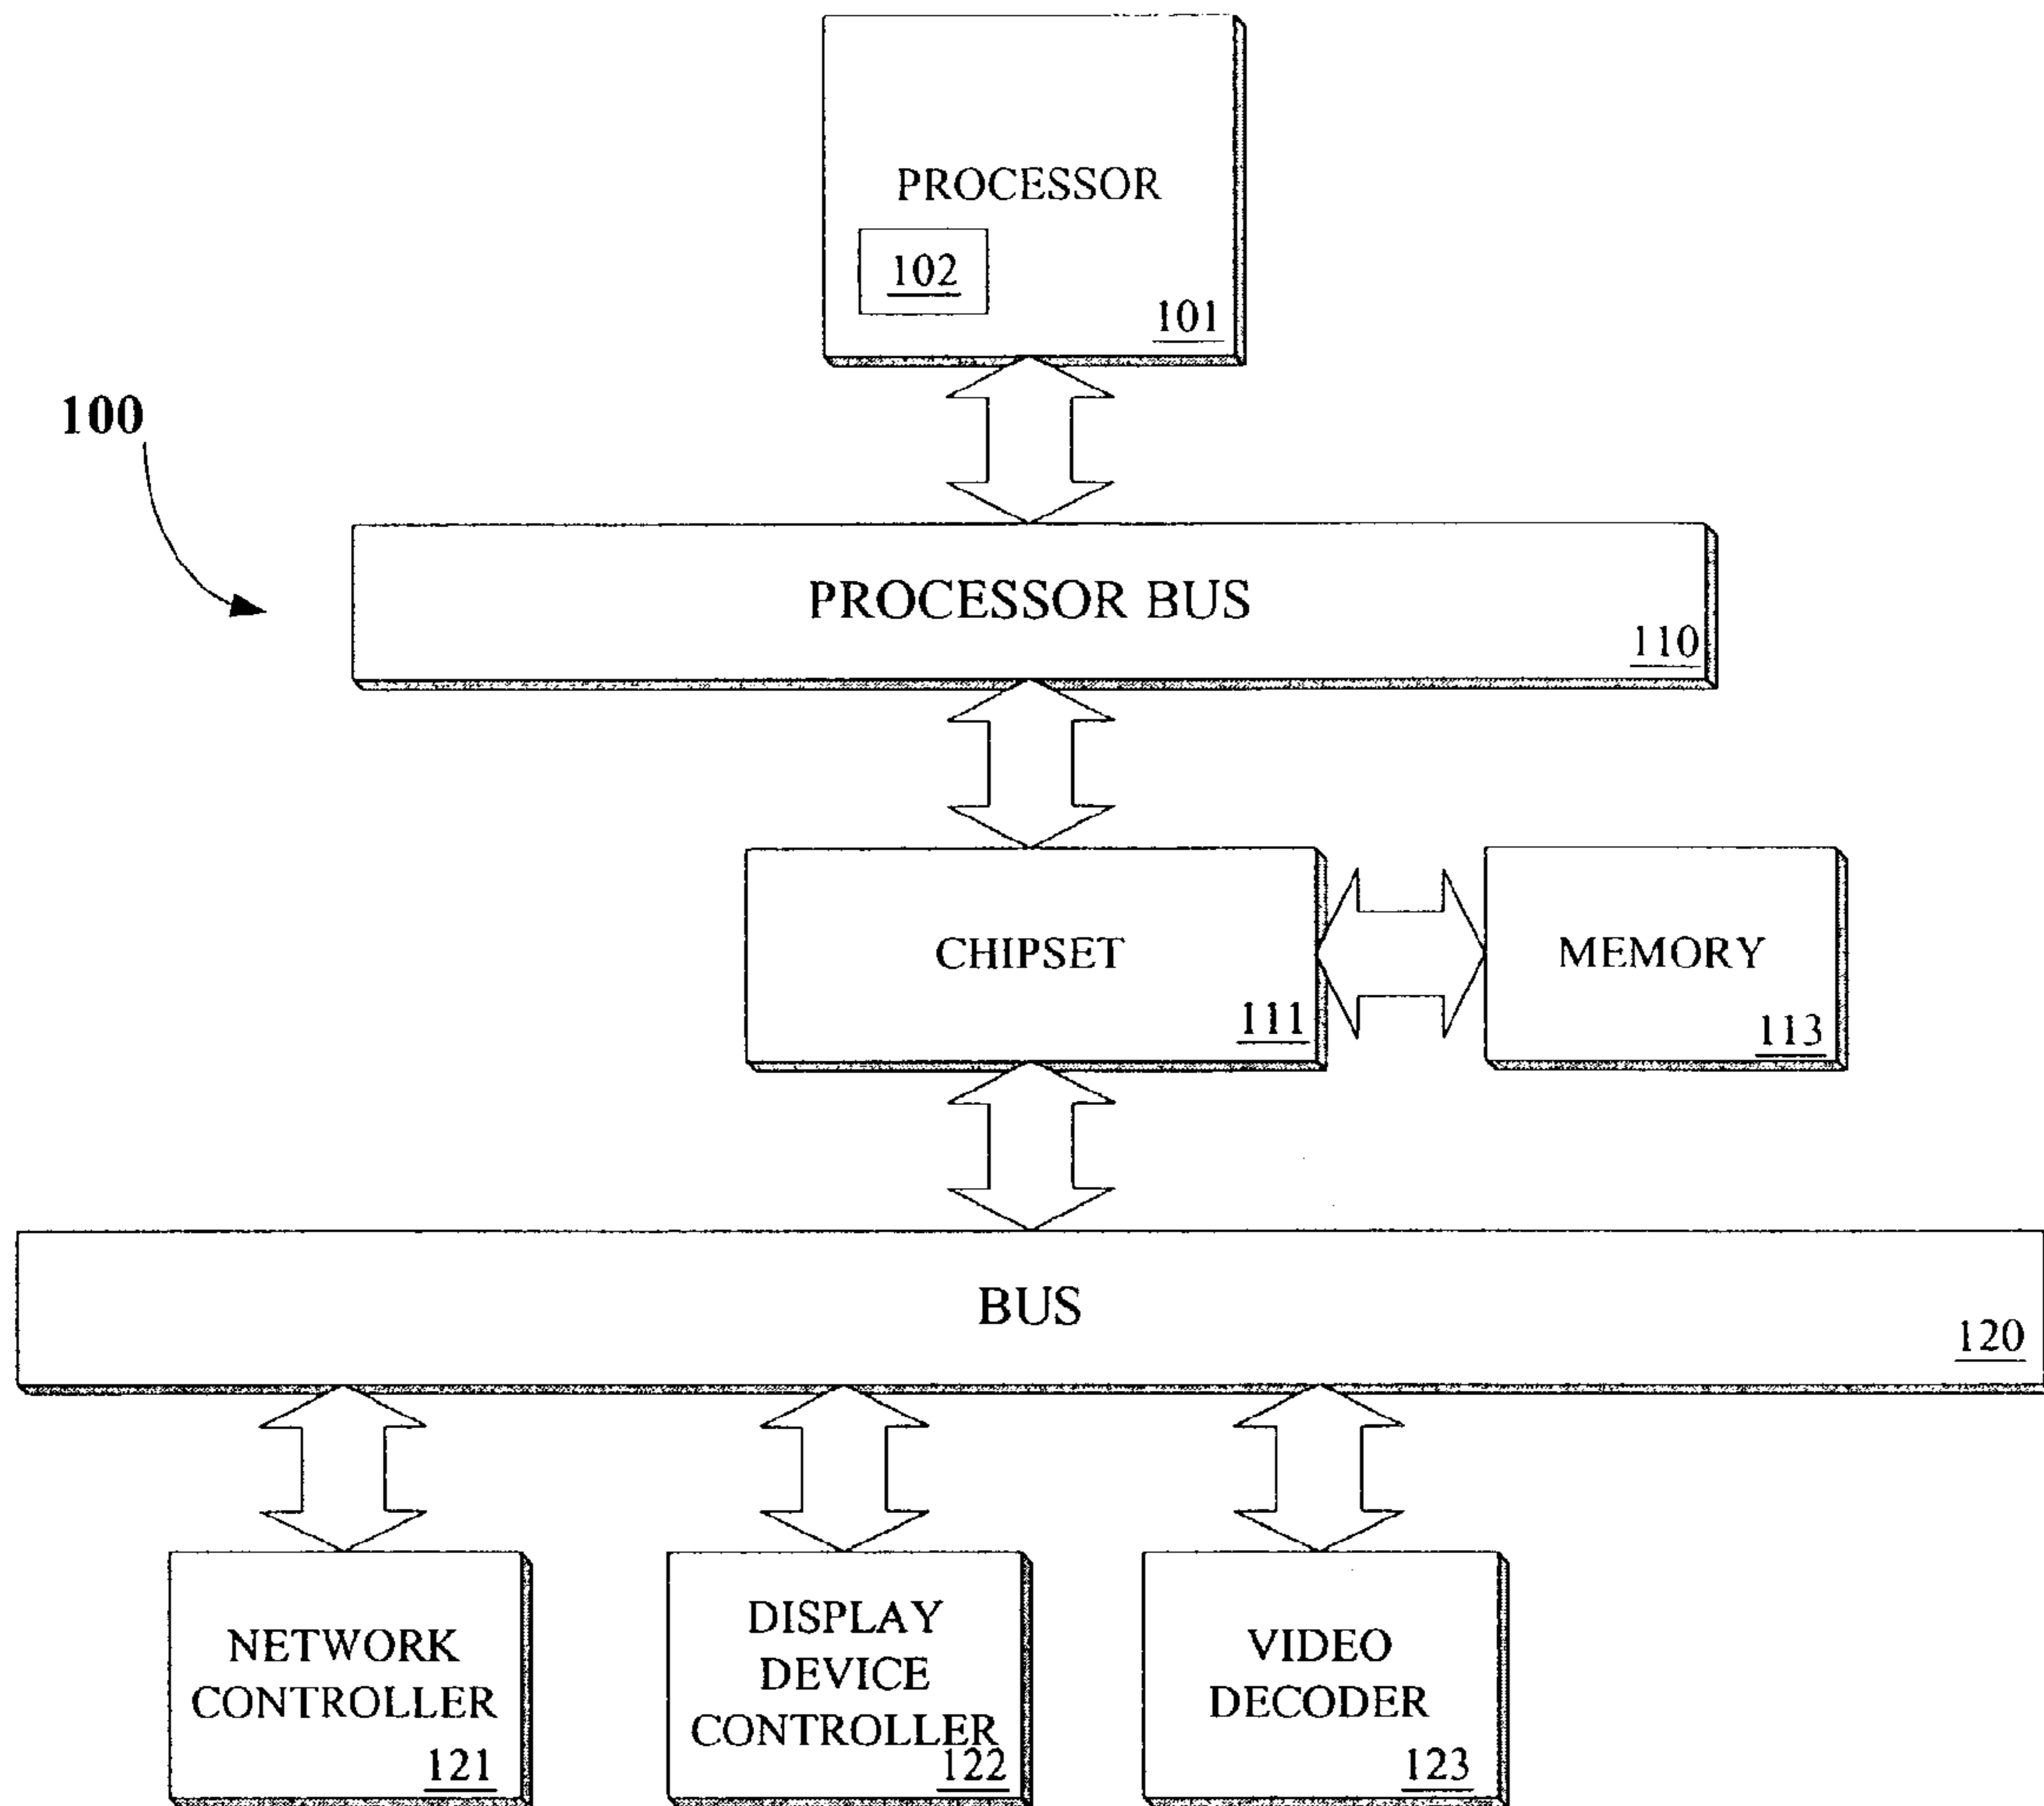 PROCESSOR
102
101
100
PROCESSOR BUS
110
CHIPSET
111
MEMORY
113
BUS
120
NETWORK
CONTROLLER
121
DISPLAY
DEVICE
CONTROLLER
122
VIDEO
DECODER
123